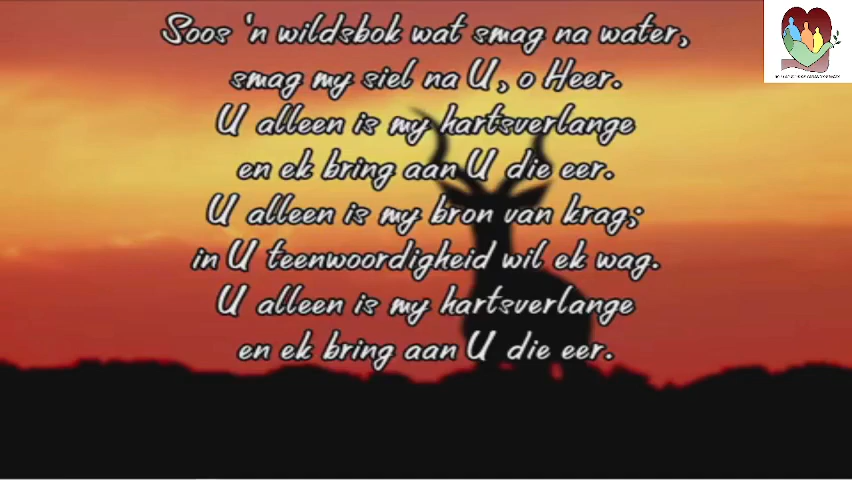 Soos 'n wildsbok wat smag na water,
smag my siel na U, o Heer.
U alleen is my hartsverlange
en ek bring aan U die eer.
U alleen is my bron van krag;
in U teenwoordigheid wil ek wag.
U alleen is my hartsverlange
en ek bring aan U die eer.